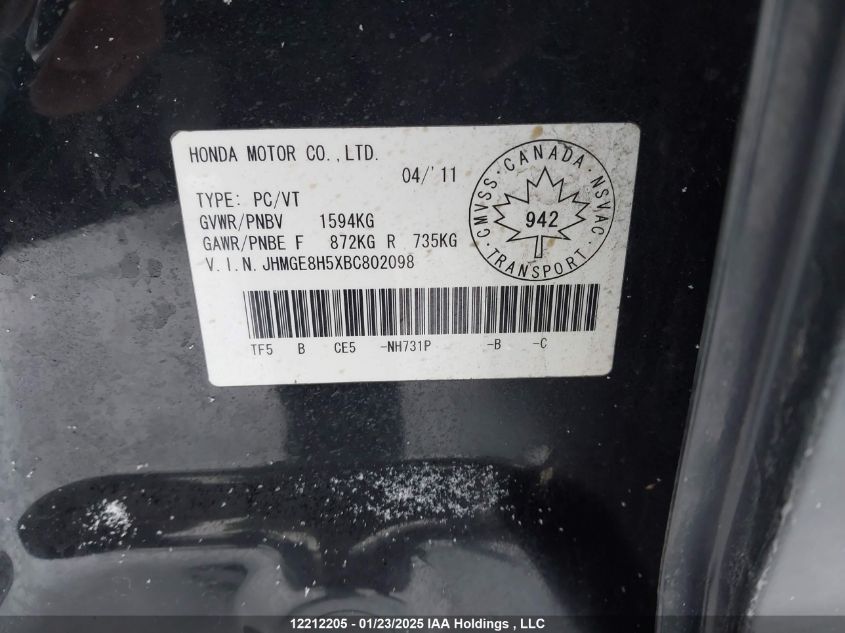 HONDA MOTOR CO.,LTD.
04/'11
TYPE: PC/VT
GVWR/PNBV 1594KG
GAWR/PNBE F 872KG R 735KG
V.I.N. JHMGE8H5XBC802098
CMVSS · CANADA · NSVAC
942
· TRANSPORT ·
TF5 B CE5 -NH731P -B -C
12212205 - 01/23/2025 IAA Holdings , LLC